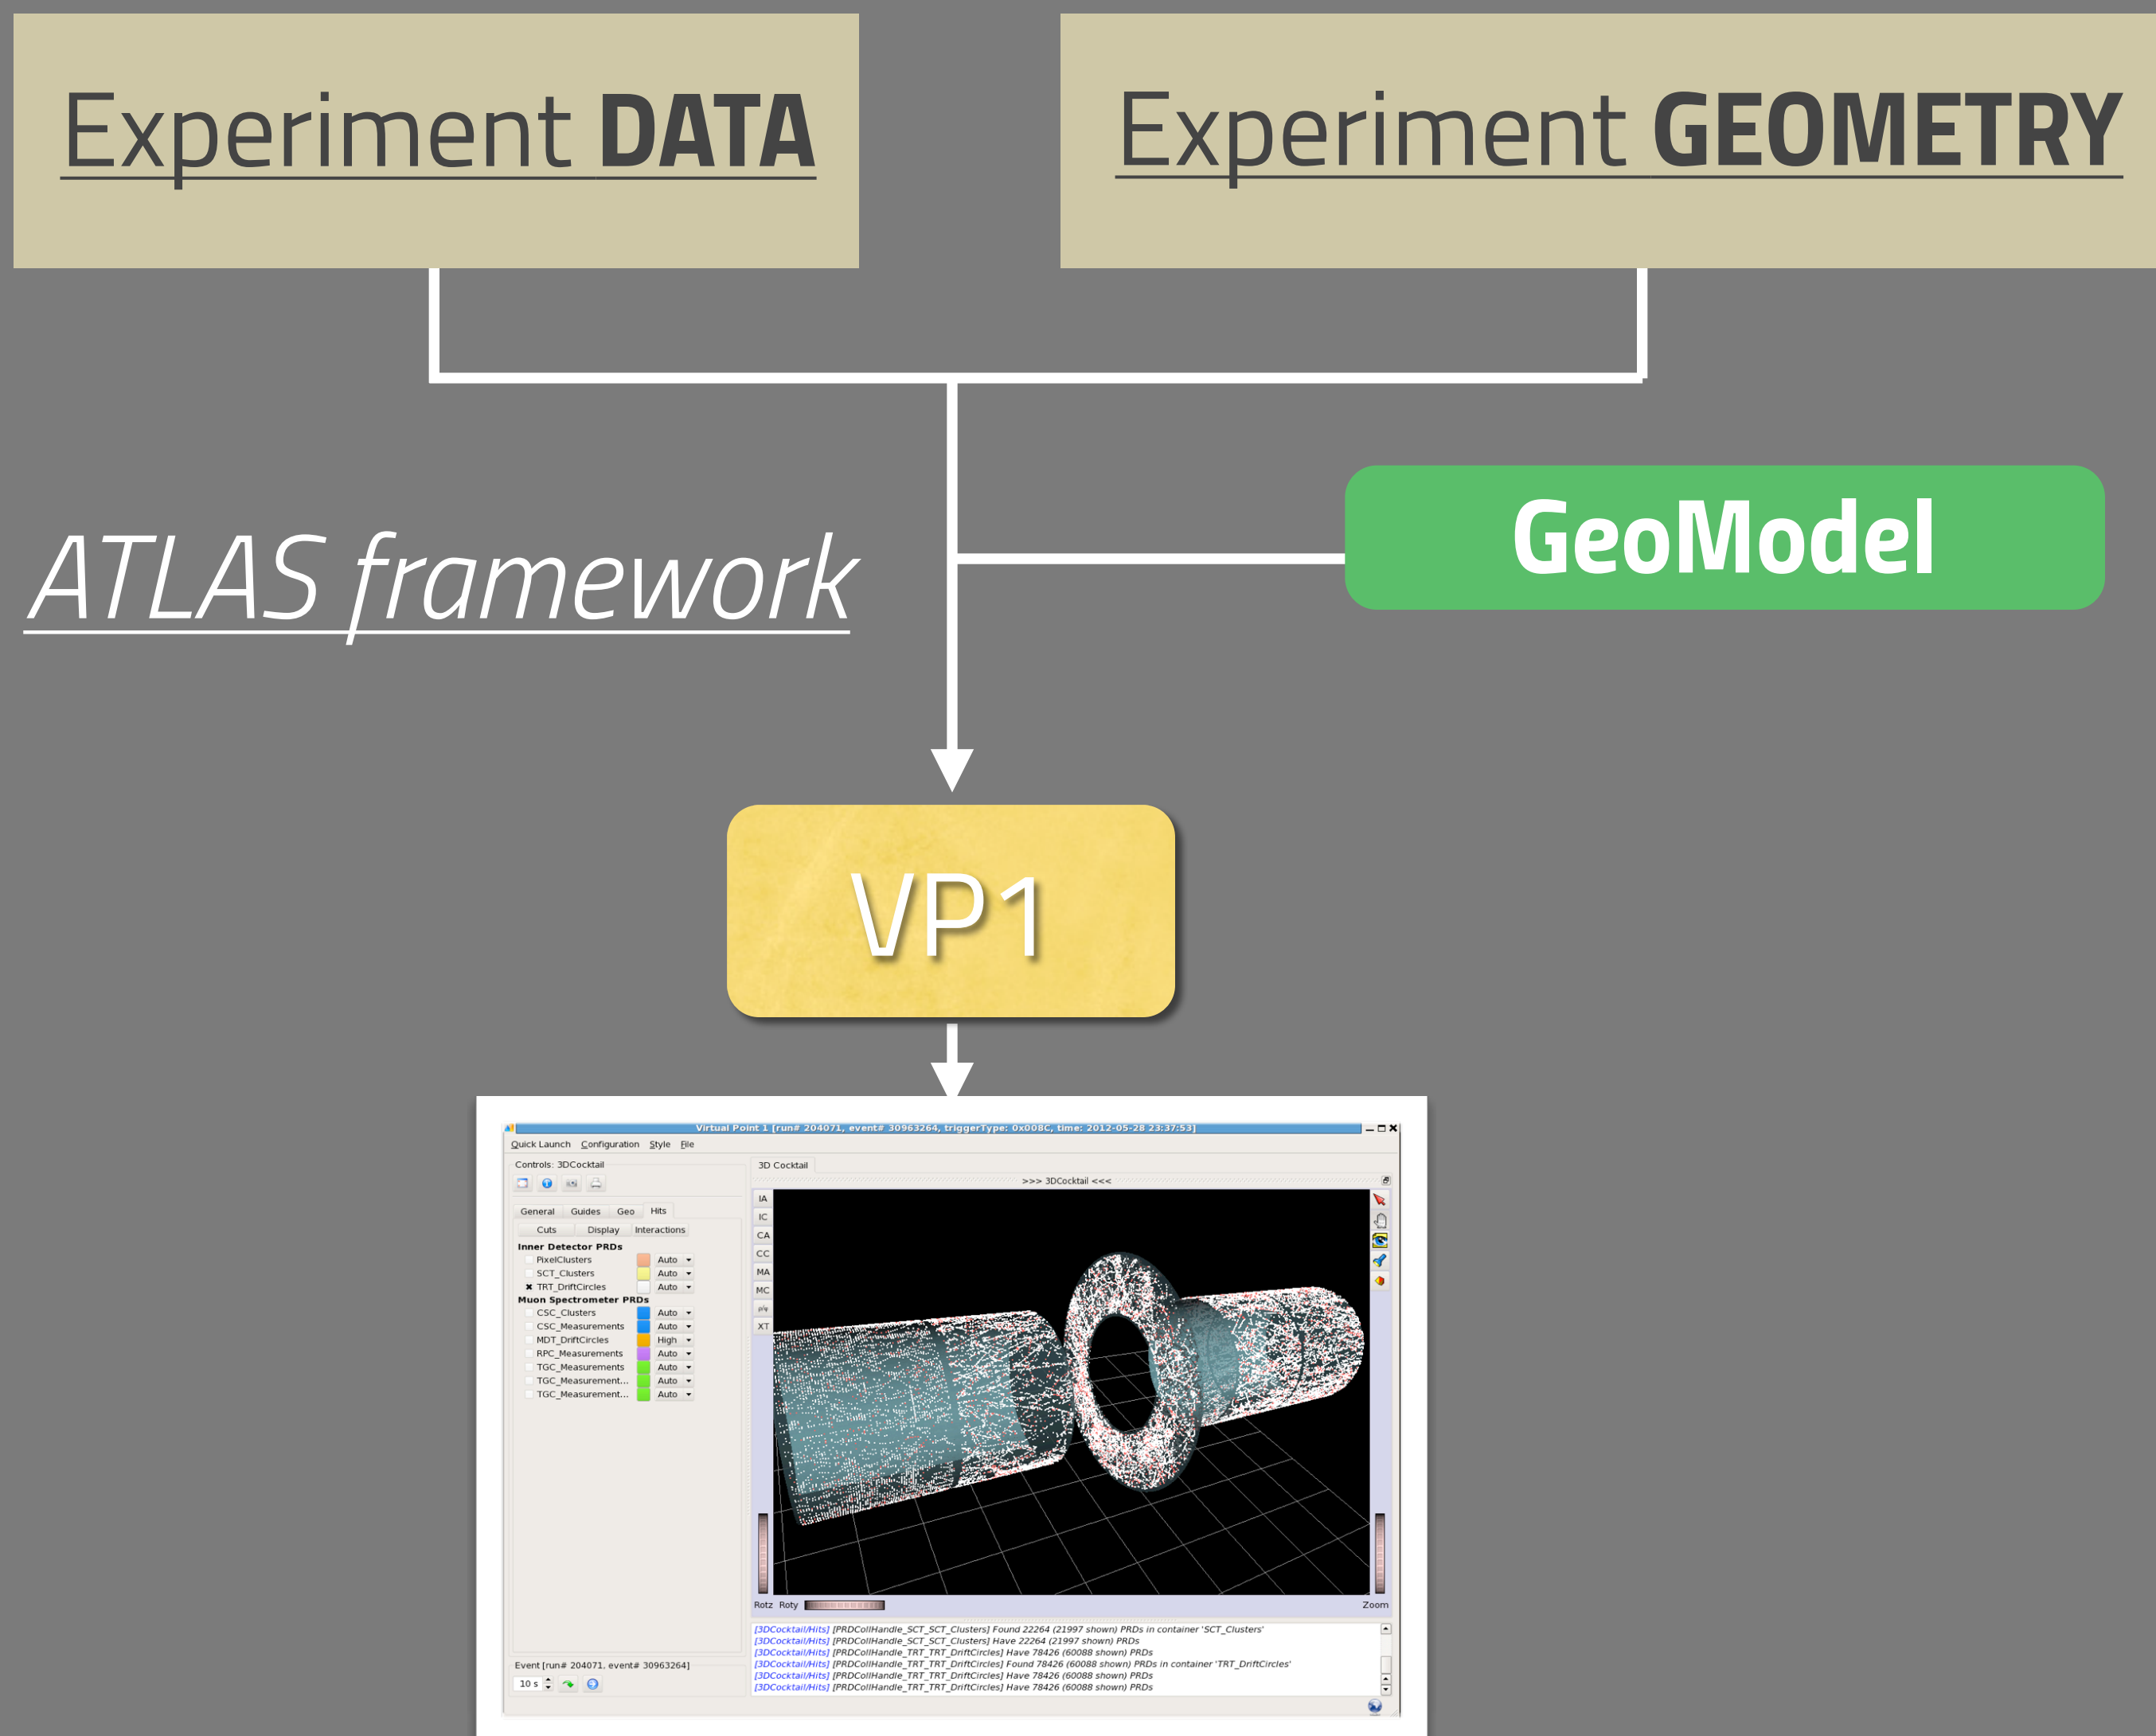 Experiment DATA
Experiment GEOMETRY
GeoModel
ATLAS framework
VP1
Virtual Point 1 [run# 204071, event# 30963264, triggerType: 0x008C, time: 2012-05-28 23:37:53]
Quick Launch Configuration Style File
Controls: 3DCocktail
General Guides Geo Hits
Cuts Display Interactions
Inner Detector PRDs
PixelClusters Auto
SCT_Clusters Auto
TRT_DriftCircles Auto
Muon Spectrometer PRDs
CSC_Clusters Auto
CSC_Measurements Auto
MDT_DriftCircles High
RPC_Measurements Auto
TGC_Measurements Auto
TGC_Measurement... Auto
TGC_Measurement... Auto
Event [run# 204071, event# 30963264]
10 s
3D Cocktail
>>> 3DCocktail <<<
IA
IC
CA
CC
MA
MC
XT
Rotz Roty Zoom
[3DCocktail/Hits] [PRDCollHandle_SCT_SCT_Clusters] Found 22264 (21997 shown) PRDs in container 'SCT_Clusters'
[3DCocktail/Hits] [PRDCollHandle_SCT_SCT_Clusters] Have 22264 (21997 shown) PRDs
[3DCocktail/Hits] [PRDCollHandle_TRT_TRT_DriftCircles] Have 78426 (60088 shown) PRDs
[3DCocktail/Hits] [PRDCollHandle_TRT_TRT_DriftCircles] Found 78426 (60088 shown) PRDs in container 'TRT_DriftCircles'
[3DCocktail/Hits] [PRDCollHandle_TRT_TRT_DriftCircles] Have 78426 (60088 shown) PRDs
[3DCocktail/Hits] [PRDCollHandle_TRT_TRT_DriftCircles] Have 78426 (60088 shown) PRDs